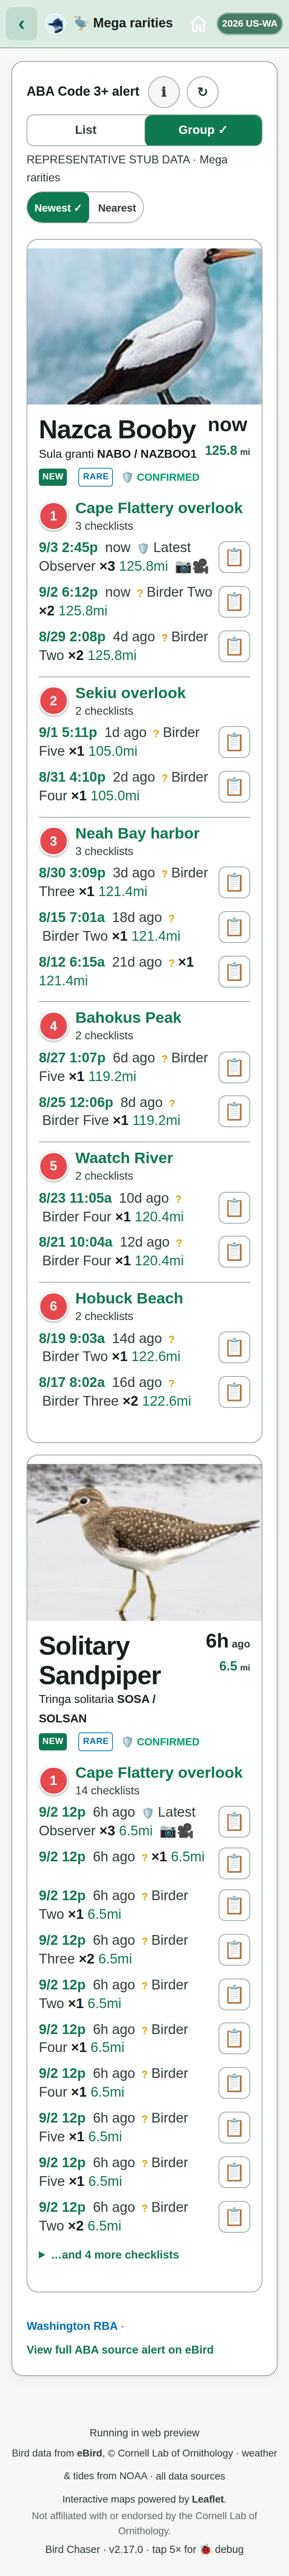 ‹ Mega rarities 2026 US-WA
ABA Code 3+ alert ℹ ↻
List Group ✓
REPRESENTATIVE STUB DATA · Mega
rarities
Newest ✓ Nearest
Nazca Booby now
Sula granti NABO / NAZBOO1 125.8 mi
NEW RARE CONFIRMED
1 Cape Flattery overlook
3 checklists
9/3 2:45p now Latest
Observer ×3 125.8mi
9/2 6:12p now ? Birder Two
×2 125.8mi
8/29 2:08p 4d ago ? Birder
Two ×2 125.8mi
2 Sekiu overlook
2 checklists
9/1 5:11p 1d ago ? Birder
Five ×1 105.0mi
8/31 4:10p 2d ago ? Birder
Four ×1 105.0mi
3 Neah Bay harbor
3 checklists
8/30 3:09p 3d ago ? Birder
Three ×1 121.4mi
8/15 7:01a 18d ago ?
Birder Two ×1 121.4mi
8/12 6:15a 21d ago ? ×1
121.4mi
4 Bahokus Peak
2 checklists
8/27 1:07p 6d ago ? Birder
Five ×1 119.2mi
8/25 12:06p 8d ago ?
Birder Five ×1 119.2mi
5 Waatch River
2 checklists
8/23 11:05a 10d ago ?
Birder Four ×1 120.4mi
8/21 10:04a 12d ago ?
Birder Four ×1 120.4mi
6 Hobuck Beach
2 checklists
8/19 9:03a 14d ago ?
Birder Two ×1 122.6mi
8/17 8:02a 16d ago ?
Birder Three ×2 122.6mi
Solitary 6h ago
Sandpiper 6.5 mi
Tringa solitaria SOSA /
SOLSAN
NEW RARE CONFIRMED
1 Cape Flattery overlook
14 checklists
9/2 12p 6h ago Latest
Observer ×3 6.5mi
9/2 12p 6h ago ? ×1 6.5mi
9/2 12p 6h ago ? Birder
Two ×1 6.5mi
9/2 12p 6h ago ? Birder
Three ×2 6.5mi
9/2 12p 6h ago ? Birder
Two ×1 6.5mi
9/2 12p 6h ago ? Birder
Four ×1 6.5mi
9/2 12p 6h ago ? Birder
Four ×1 6.5mi
9/2 12p 6h ago ? Birder
Five ×1 6.5mi
9/2 12p 6h ago ? Birder
Five ×1 6.5mi
9/2 12p 6h ago ? Birder
Two ×2 6.5mi
▶ …and 4 more checklists
Washington RBA ·
View full ABA source alert on eBird
Running in web preview
Bird data from eBird, © Cornell Lab of Ornithology · weather
& tides from NOAA · all data sources
Interactive maps powered by Leaflet.
Not affiliated with or endorsed by the Cornell Lab of
Ornithology.
Bird Chaser · v2.17.0 · tap 5× for 🐞 debug